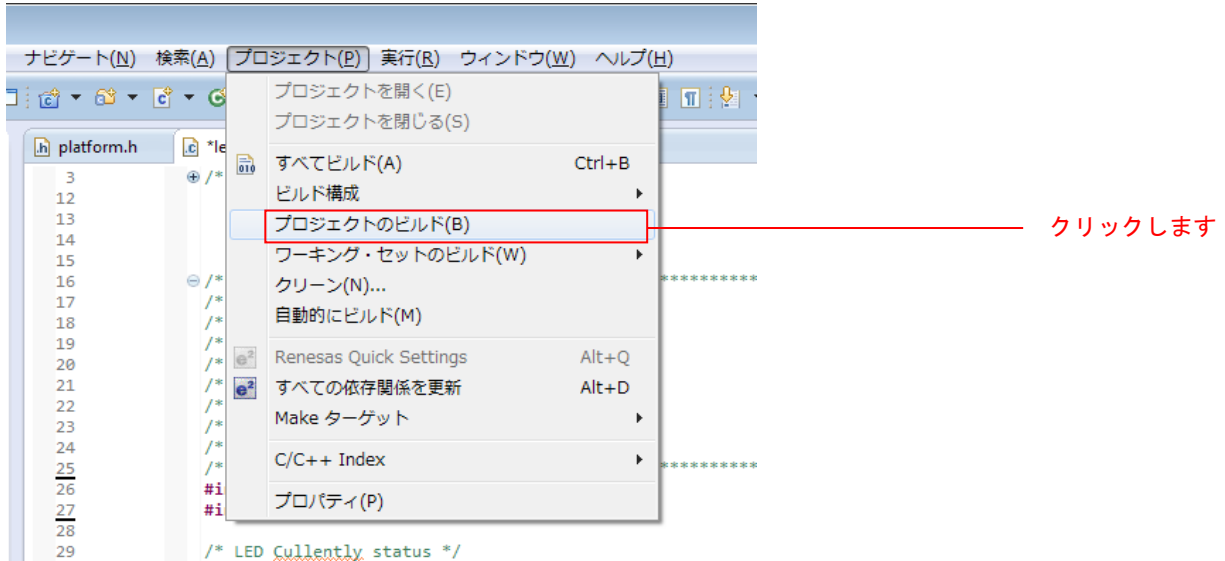 ナビゲート(N) 検索(A) プロジェクト(P) 実行(R) ウィンドウ(W) ヘルプ(H)
プロジェクトを開く(E)
プロジェクトを閉じる(S)
platform.h *le
すべてビルド(A) Ctrl+B
ビルド構成
プロジェクトのビルド(B)
クリックします
ワーキング・セットのビルド(W)
クリーン(N)...
自動的にビルド(M)
Renesas Quick Settings Alt+Q
すべての依存関係を更新 Alt+D
Make ターゲット
C/C++ Index
プロパティ(P)
3 /*
12
13
14
15
16 /* ***********
17 /*
18 /*
19 /*
20 /*
21 /*
22 /*
23 /*
24 /*
25 /* ***********
26 #i
27 #i
28
29 /* LED Cullently status */